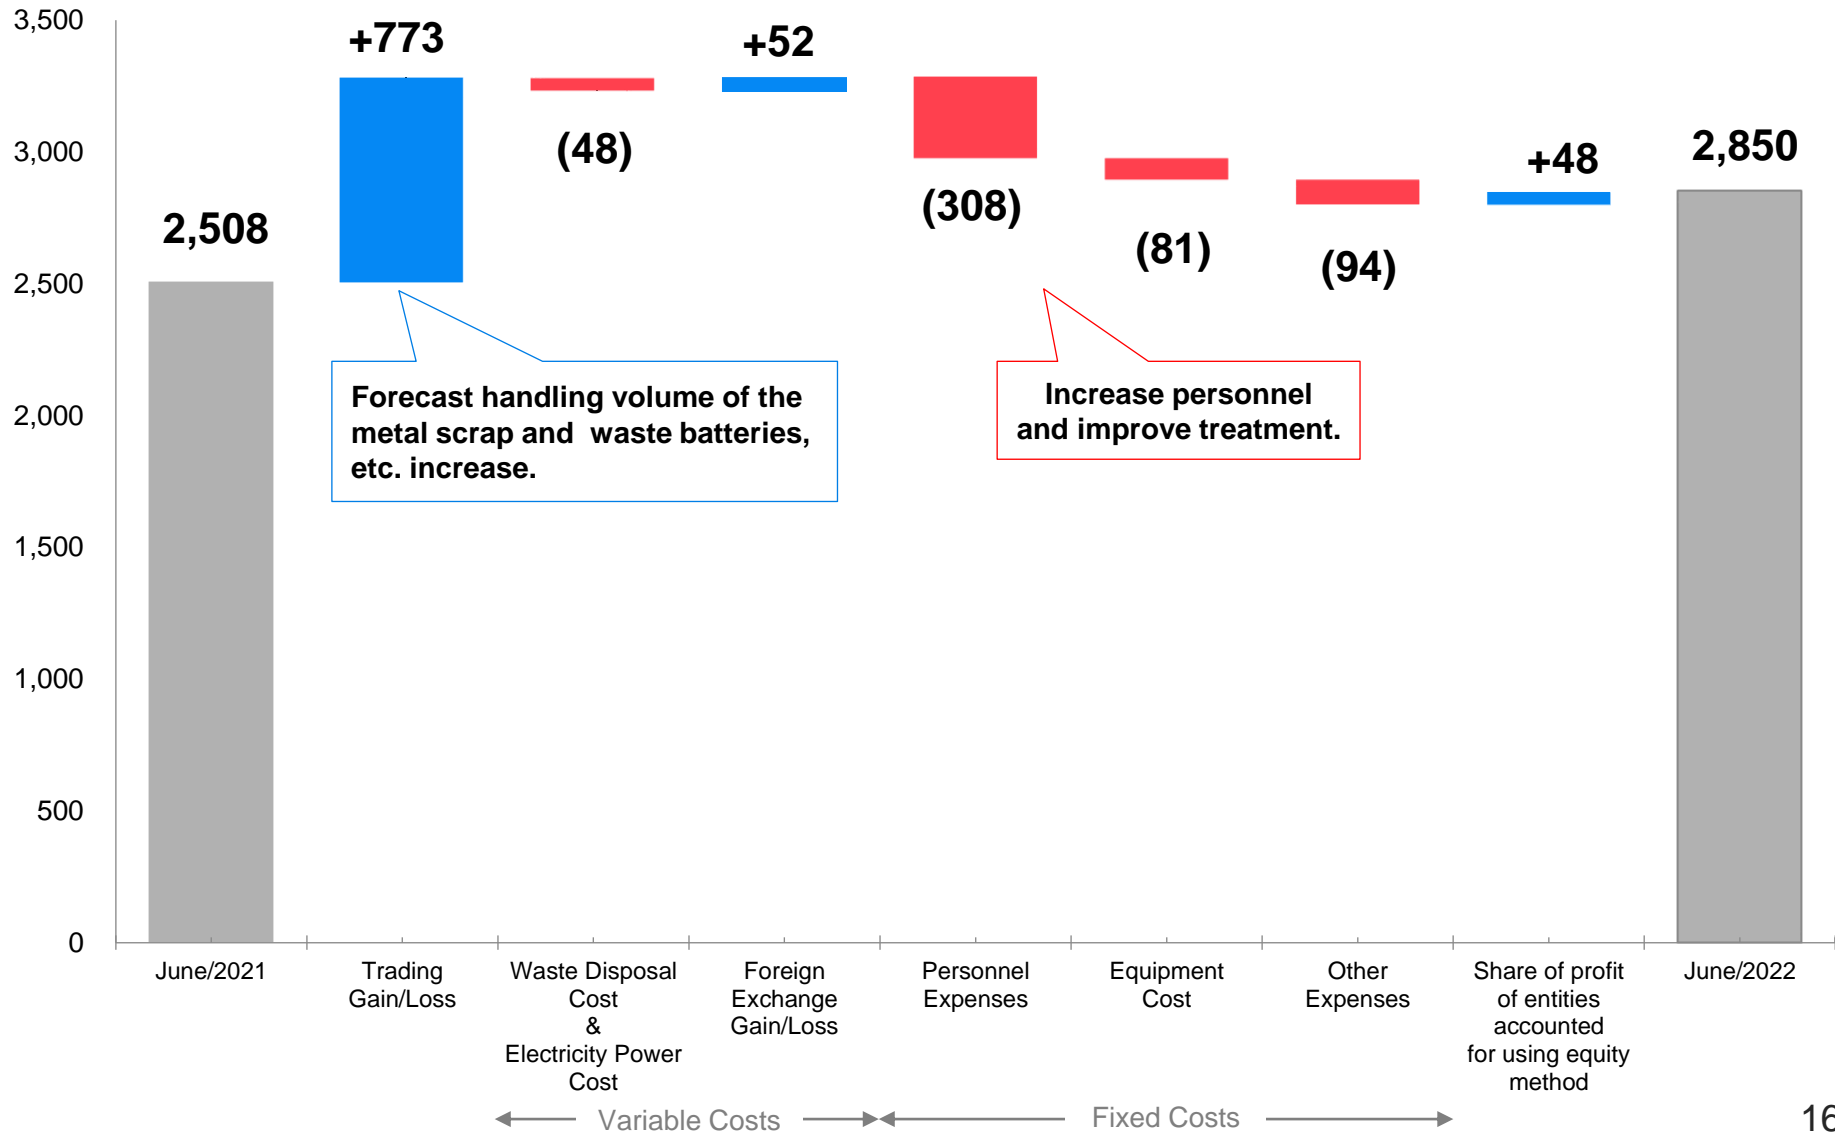 3,500
3,000
2,500
2,000
1,500
1,000
500
0
2,508
+773
(48)
+52
(308)
(81)
(94)
+48
2,850
Forecast handling volume of the
metal scrap and  waste batteries,
etc. increase.
Increase personnel
and improve treatment.
June/2021
Trading
Gain/Loss
Waste Disposal
Cost
&
Electricity Power
Cost
Foreign
Exchange
Gain/Loss
Personnel
Expenses
Equipment
Cost
Other
Expenses
Share of profit
of entities
accounted
for using equity
method
June/2022
Variable Costs
Fixed Costs
16